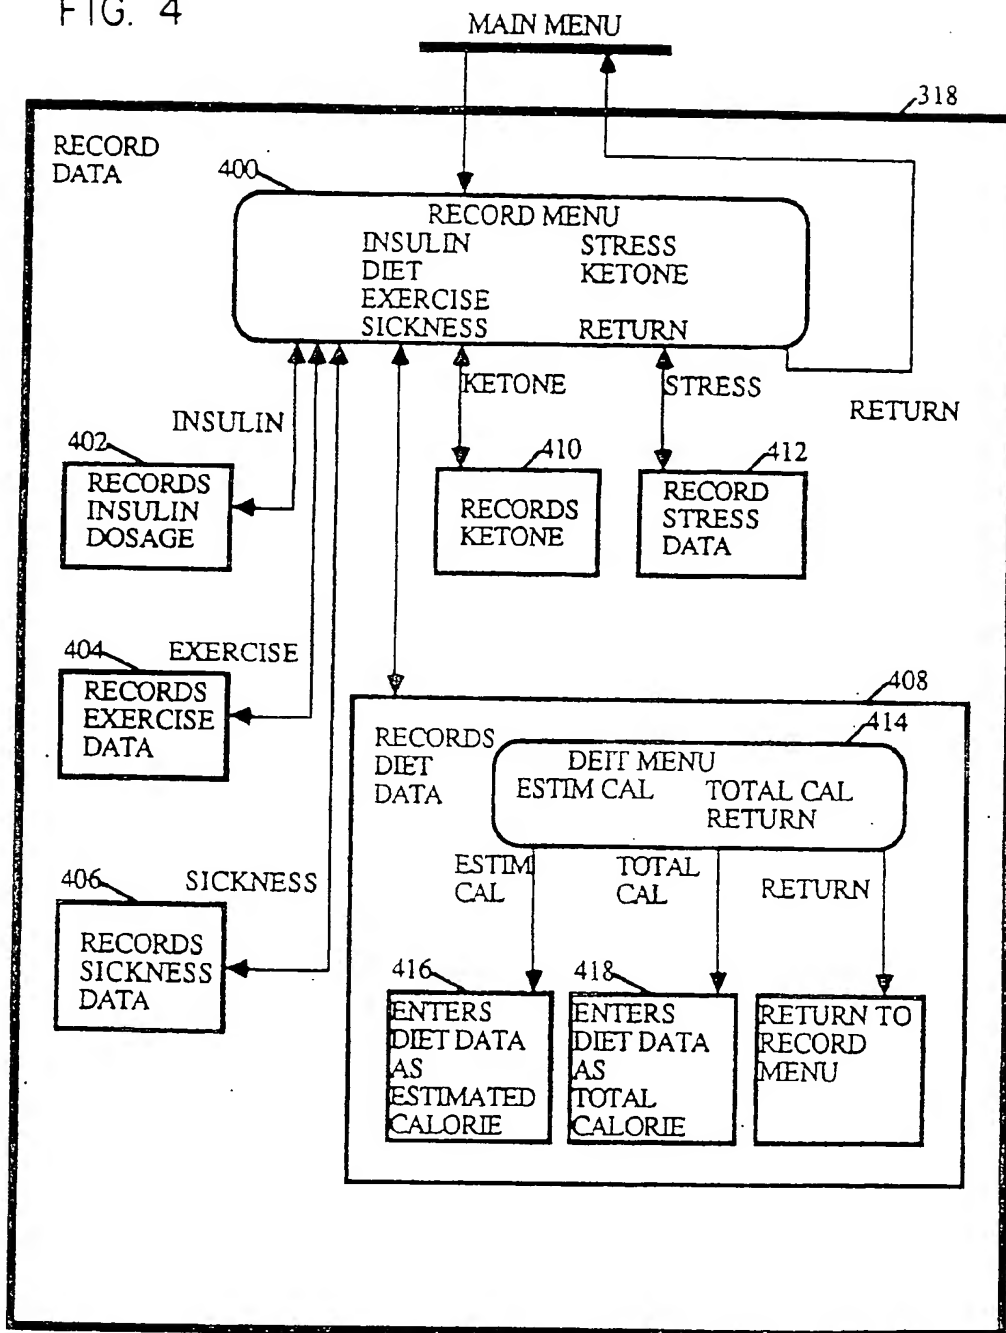 FIG. 4
MAIN MENU
318
RECORD
DATA
400
RECORD MENU
INSULIN STRESS
DIET KETONE
EXERCISE
SICKNESS RETURN
KETONE
STRESS
RETURN
INSULIN
402
RECORDS
INSULIN
DOSAGE
410
RECORDS
KETONE
412
RECORD
STRESS
DATA
404
EXERCISE
RECORDS
EXERCISE
DATA
408
RECORDS
DIET
DATA
414
DEIT MENU
ESTIM CAL TOTAL CAL
RETURN
ESTIM
CAL
TOTAL
CAL
RETURN
406
SICKNESS
RECORDS
SICKNESS
DATA
416
ENTERS
DIET DATA
AS
ESTIMATED
CALORIE
418
ENTERS
DIET DATA
AS
TOTAL
CALORIE
RETURN TO
RECORD
MENU